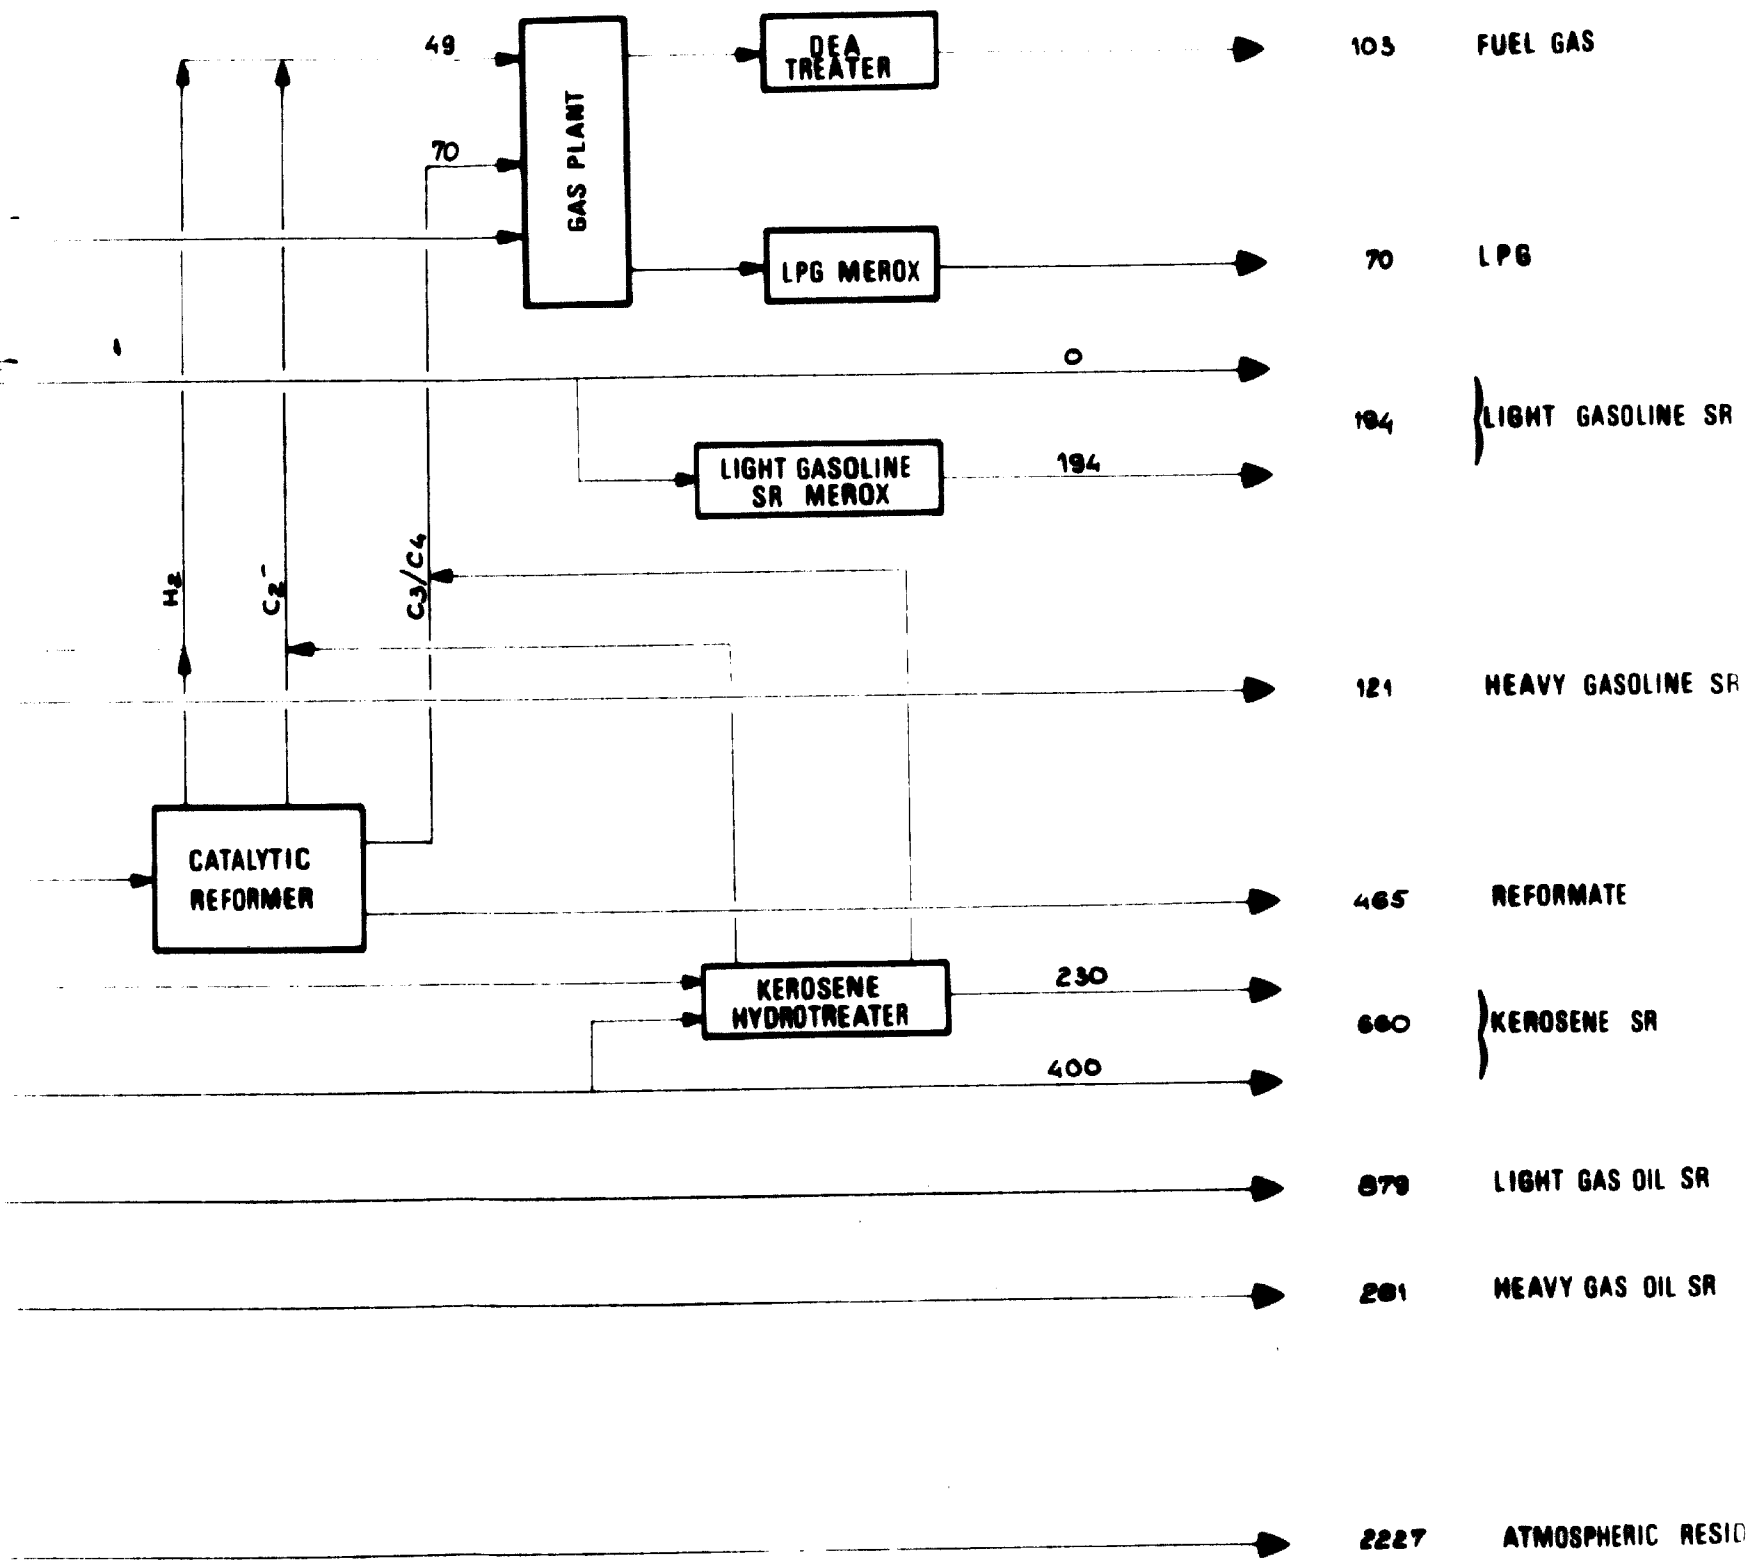 49
DEA
TREATER
103 FUEL GAS
GAS PLANT
70
LPG MEROX
70 LPG
0
194 LIGHT GASOLINE SR
LIGHT GASOLINE
SR MEROX
194
H2
C2-
C3/C4
121 HEAVY GASOLINE SR
CATALYTIC
REFORMER
465 REFORMATE
KEROSENE
HYDROTREATER
230
660 KEROSENE SR
400
879 LIGHT GAS OIL SR
281 HEAVY GAS OIL SR
2227 ATMOSPHERIC RESID